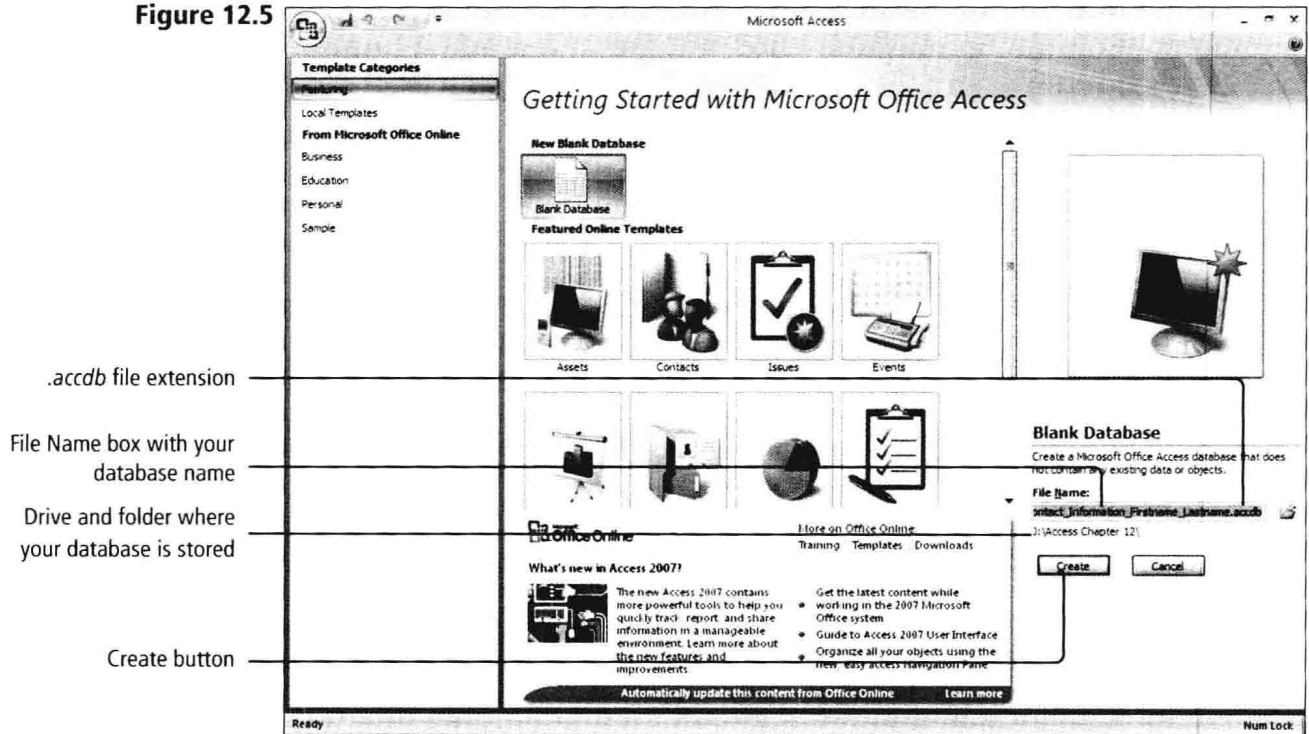 Figure 12.5
Microsoft Access
Template Categories
Featuring
Local Templates
From Microsoft Office Online
Business
Education
Personal
Sample
Getting Started with Microsoft Office Access
New Blank Database
Blank Database
Featured Online Templates
Assets
Contacts
Issues
Events
.accdb file extension
File Name box with your
database name
Drive and folder where
your database is stored
Create button
Blank Database
Create a Microsoft Office Access database that does
not contain any existing data or objects.
File Name:
ontact_Information_Firstname_Lastname.accdb
J:\Access Chapter 12\
Create
Cancel
Office Online
More on Office Online:
Training
Templates
Downloads
What's new in Access 2007?
The new Access 2007 contains
more powerful tools to help you
quickly track, report, and share
information in a manageable
environment. Learn more about
the new features and
improvements.
Get the latest content while
working in the 2007 Microsoft
Office system
Guide to Access 2007 User Interface
Organize all your objects using the
new easy access Navigation Pane
Automatically update this content from Office Online
Learn more
Ready
Num Lock